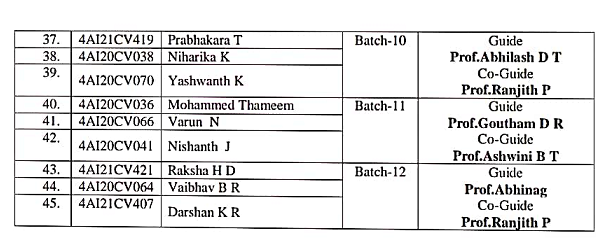 37. 4AI21CV419 Prabhakara T Batch-10 Guide
38. 4AI20CV038 Niharika K Prof.Abhilash D T
39. 4AI20CV070 Yashwanth K Co-Guide
Prof.Ranjith P
40. 4AI20CV036 Mohammed Thameem Batch-11 Guide
41. 4AI20CV066 Varun N Prof.Goutham D R
42. 4AI20CV041 Nishanth J Co-Guide
Prof.Ashwini B T
43. 4AI21CV421 Raksha H D Batch-12 Guide
44. 4AI20CV064 Vaibhav B R Prof.Abhinag
45. 4AI21CV407 Darshan K R Co-Guide
Prof.Ranjith P